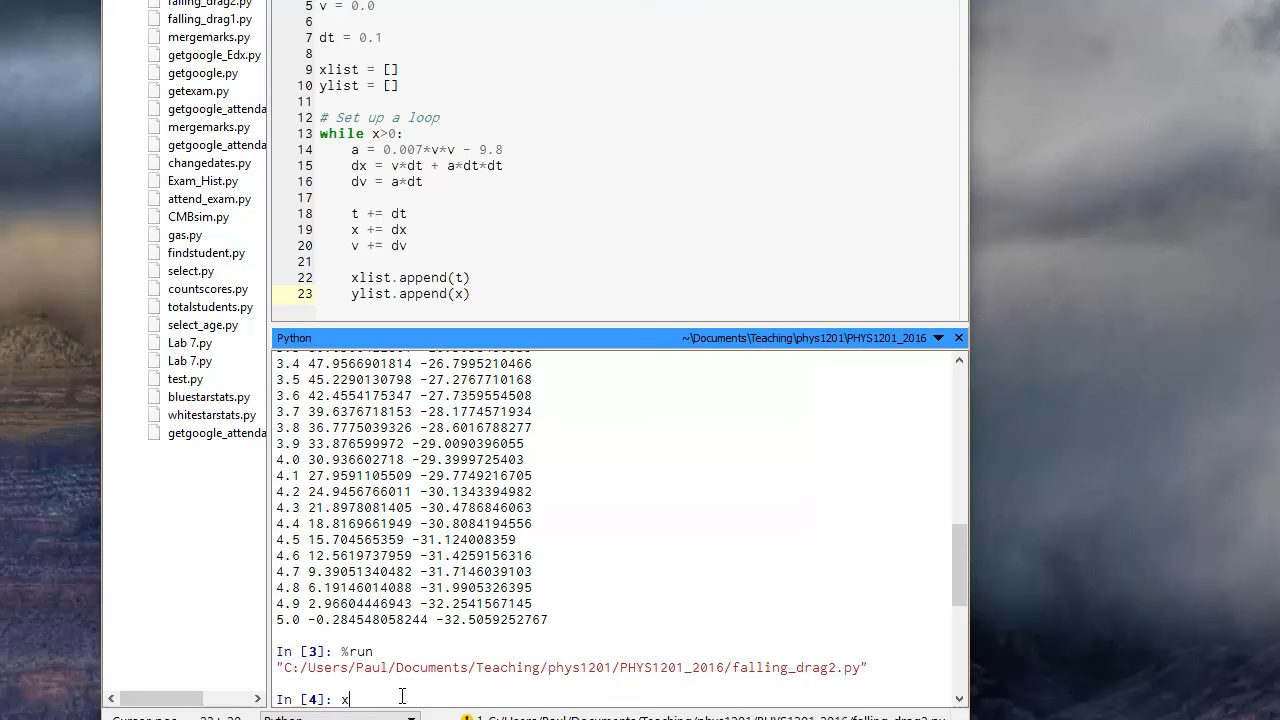 falling_drag2.py
falling_drag1.py
mergemarks.py
getgoogle_Edx.py
getgoogle.py
getexam.py
getgoogle_attenda
mergemarks.py
getgoogle_attenda
changedates.py
Exam_Hist.py
attend_exam.py
CMBsim.py
gas.py
findstudent.py
select.py
countscores.py
totalstudents.py
select_age.py
Lab 7.py
Lab 7.py
test.py
bluestarstats.py
whitestarstats.py
getgoogle_attenda
5 v = 0.0
6
7 dt = 0.1
8
9 xlist = []
10 ylist = []
11
12 # Set up a loop
13 while x>0:
14 a = 0.007*v*v - 9.8
15 dx = v*dt + a*dt*dt
16 dv = a*dt
17
18 t += dt
19 x += dx
20 v += dv
21
22 xlist.append(t)
23 ylist.append(x)
Python ~\Documents\Teaching\phys1201\PHYS1201_2016
3.4 47.9566901814 -26.7995210466
3.5 45.2290130798 -27.2767710168
3.6 42.4554175347 -27.7359554508
3.7 39.6376718153 -28.1774571934
3.8 36.7775039326 -28.6016788277
3.9 33.876599972 -29.0090396055
4.0 30.936602718 -29.3999725403
4.1 27.9591105509 -29.7749216705
4.2 24.9456766011 -30.1343394982
4.3 21.8978081405 -30.4786846063
4.4 18.8169661949 -30.8084194556
4.5 15.704565359 -31.124008359
4.6 12.5619737959 -31.4259156316
4.7 9.39051340482 -31.7146039103
4.8 6.19146014088 -31.9905326395
4.9 2.96604446943 -32.2541567145
5.0 -0.284548058244 -32.5059252767
In [3]: %run
"C:/Users/Paul/Documents/Teaching/phys1201/PHYS1201_2016/falling_drag2.py"
In [4]: x